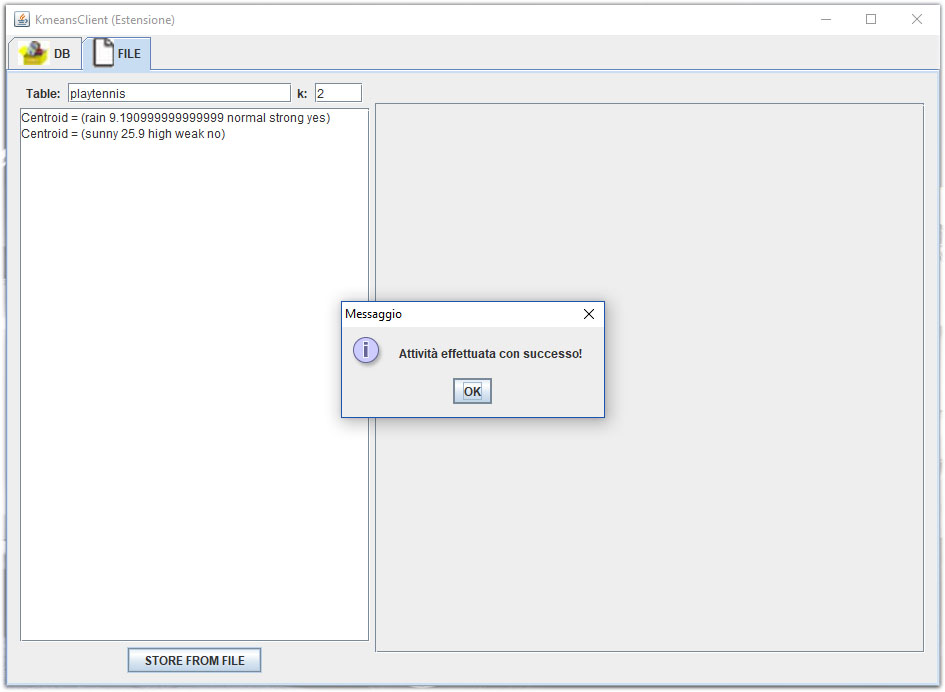 KmeansClient (Estensione)
DB
FILE
Table: playtennis k: 2
Centroid = (rain 9.190999999999999 normal strong yes)
Centroid = (sunny 25.9 high weak no)
Messaggio
Attività effettuata con successo!
OK
STORE FROM FILE